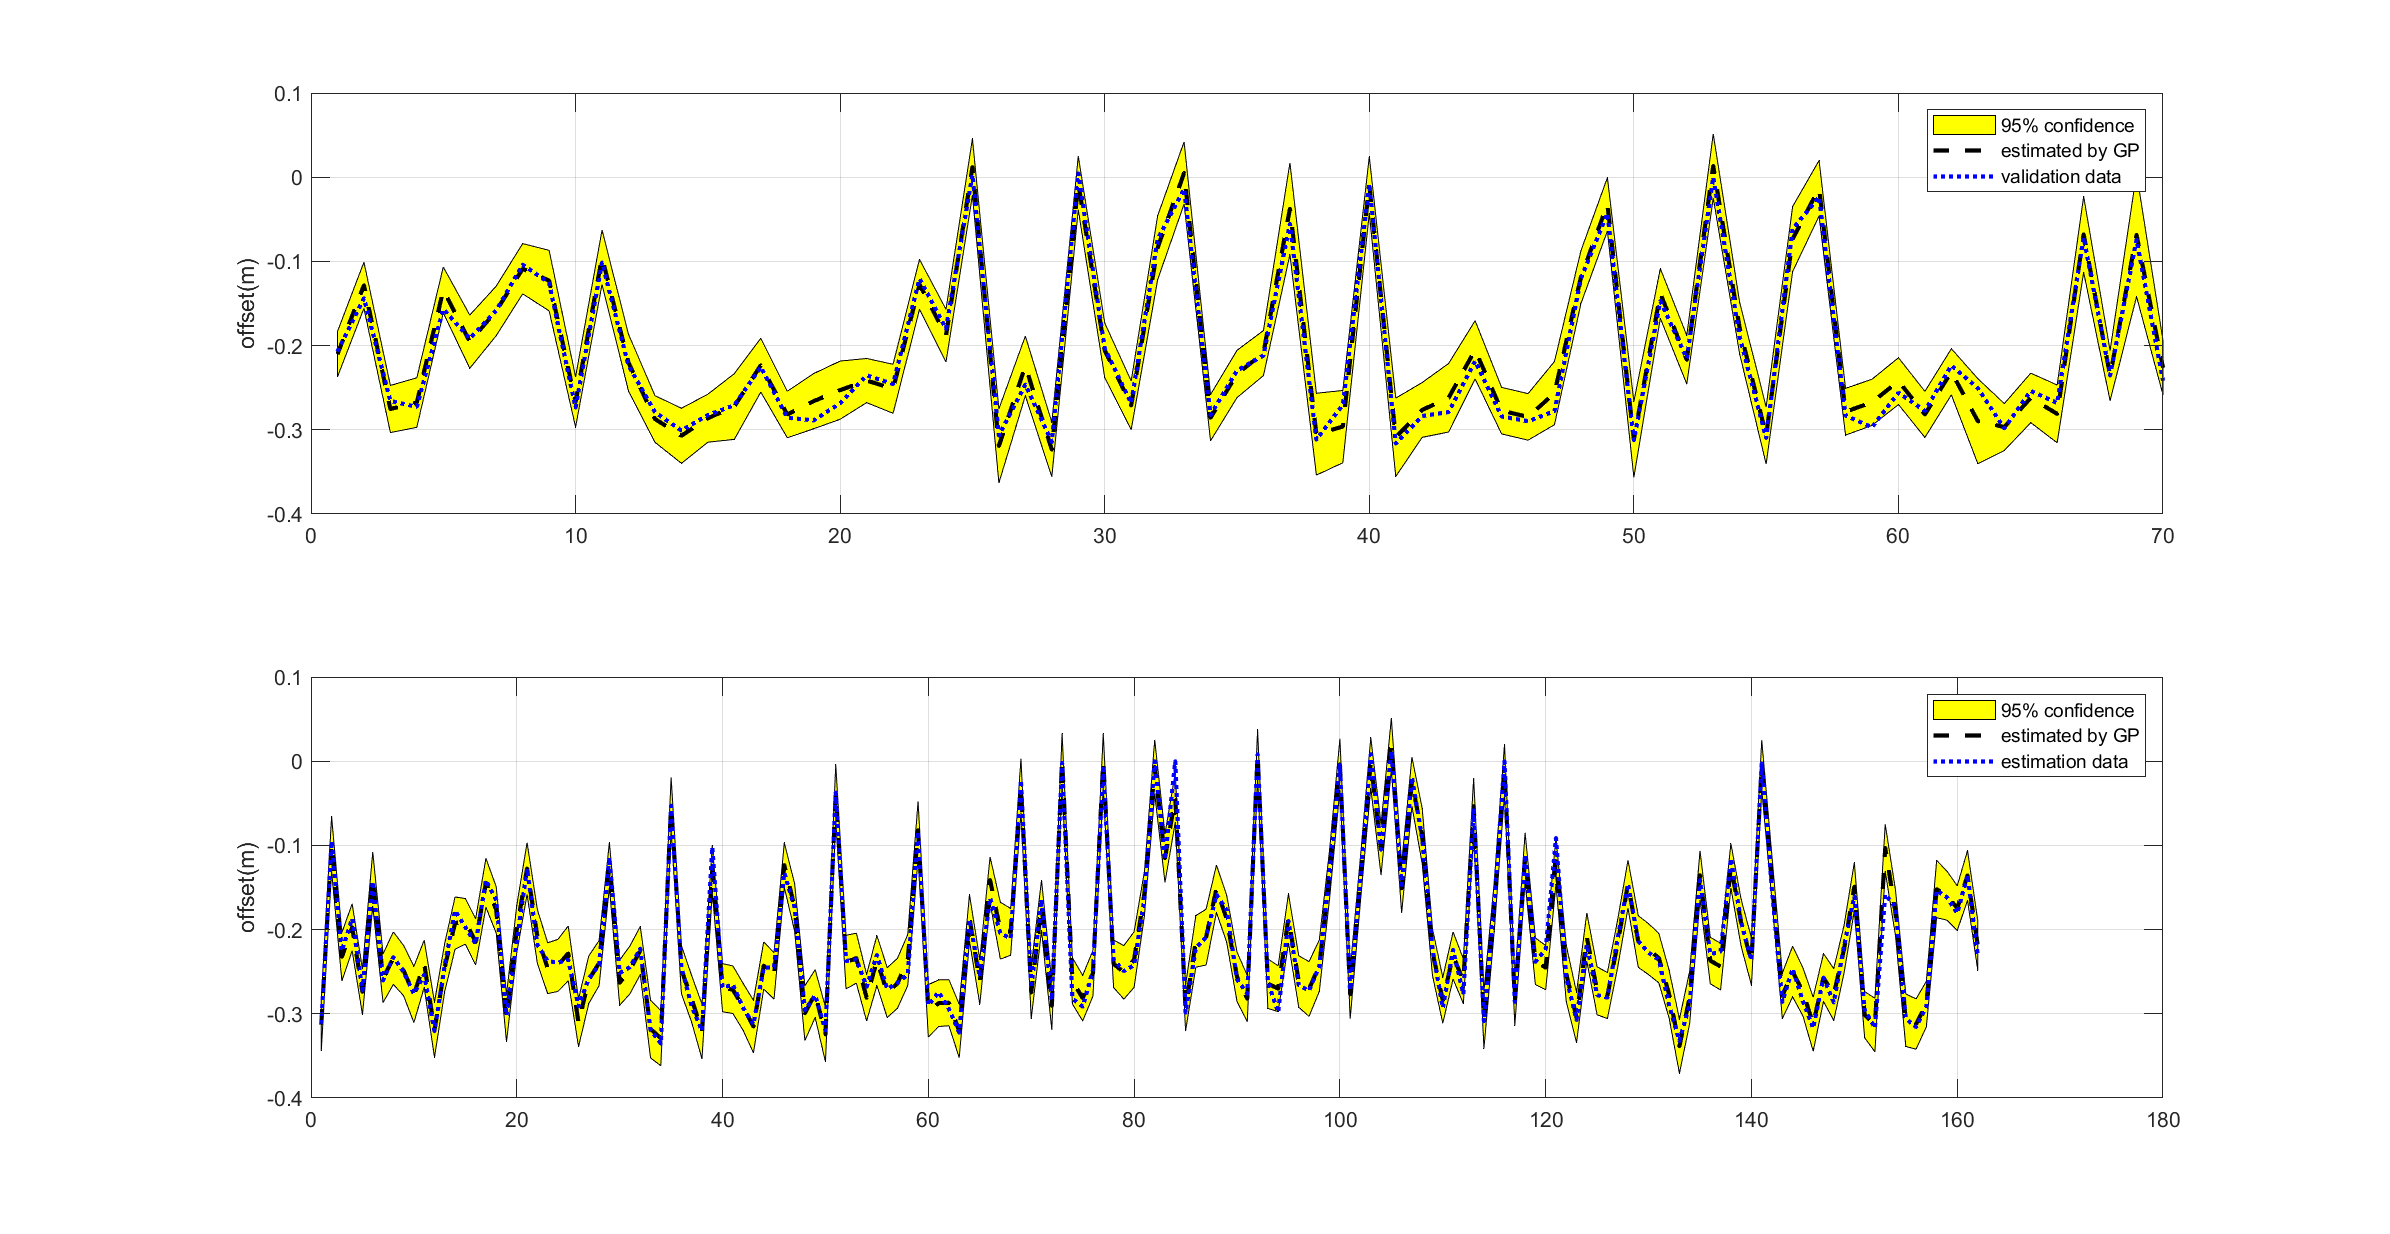 0.1
0
-0.1
-0.2
-0.3
-0.4
offset(m)
0 10 20 30 40 50 60 70
95% confidence
estimated by GP
validation data
0.1
0
-0.1
-0.2
-0.3
-0.4
offset(m)
0 20 40 60 80 100 120 140 160 180
95% confidence
estimated by GP
estimation data